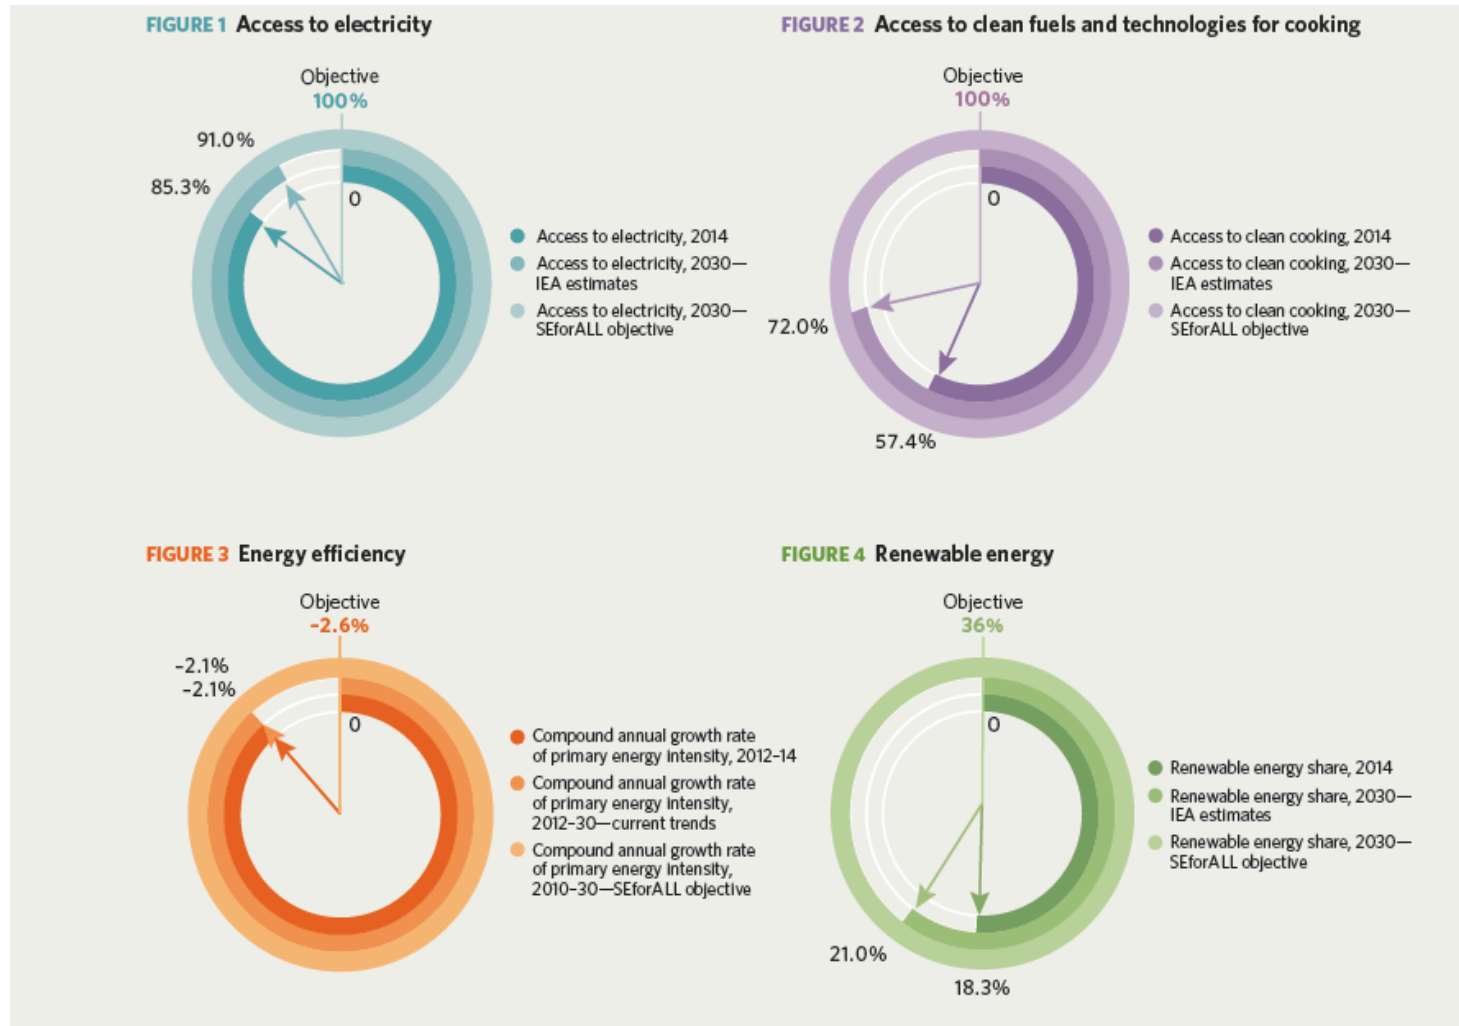 FIGURE 1 Access to electricity
Objective
100%
91.0%
85.3%
0
Access to electricity, 2014
Access to electricity, 2030—
IEA estimates
Access to electricity, 2030—
SEforALL objective
FIGURE 2 Access to clean fuels and technologies for cooking
Objective
100%
0
72.0%
57.4%
Access to clean cooking, 2014
Access to clean cooking, 2030—
IEA estimates
Access to clean cooking, 2030—
SEforALL objective
FIGURE 3 Energy efficiency
Objective
–2.6%
–2.1%
–2.1%
0
Compound annual growth rate
of primary energy intensity, 2012–14
Compound annual growth rate
of primary energy intensity,
2012–30—current trends
Compound annual growth rate
of primary energy intensity,
2010–30—SEforALL objective
FIGURE 4 Renewable energy
Objective
36%
0
21.0%
18.3%
Renewable energy share, 2014
Renewable energy share, 2030—
IEA estimates
Renewable energy share, 2030—
SEforALL objective